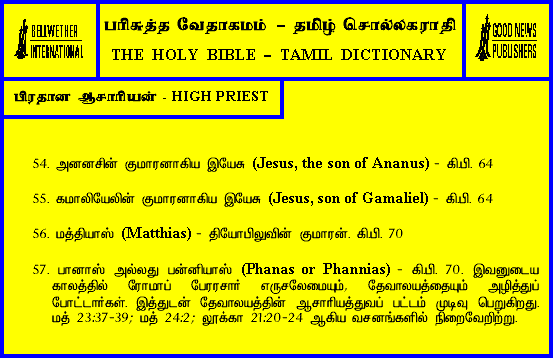 BELLWETHER
INTERNATIONAL
பரிசுத்த வேதாகமம் – தமிழ் சொல்லகராதி
THE HOLY BIBLE – TAMIL DICTIONARY
GOOD NEWS
PUBLISHERS
பிரதான ஆசாரியன் - HIGH PRIEST
54. அனனசின் குமாரனாகிய இயேசு (Jesus, the son of Ananus) - கி.பி. 64
55. கமாலியேலின் குமாரனாகிய இயேசு (Jesus, son of Gamaliel) - கி.பி. 64
56. மத்தியாஸ் (Matthias) - தியோபிலுவின் குமாரன். கி.பி. 70
57. பானாஸ் அல்லது பன்னியாஸ் (Phanas or Phannias) - கி.பி. 70. இவனுடைய
காலத்தில் ரோமாப் பேரரசார் எருசலேமையும், தேவாலயத்தையும் அழித்துப்
போட்டார்கள். இத்துடன் தேவாலயத்தின் ஆசாரியத்துவப் பட்டம் முடிவு பெறுகிறது.
மத் 23:37-39; மத் 24:2; லூக்கா 21:20-24 ஆகிய வசனங்களில் நிறைவேறிற்று.